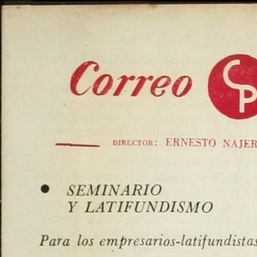 Correo CP
DIRECTOR: ERNESTO NAJER
• SEMINARIO
Y LATIFUNDISMO
Para los empresarios-latifundistas